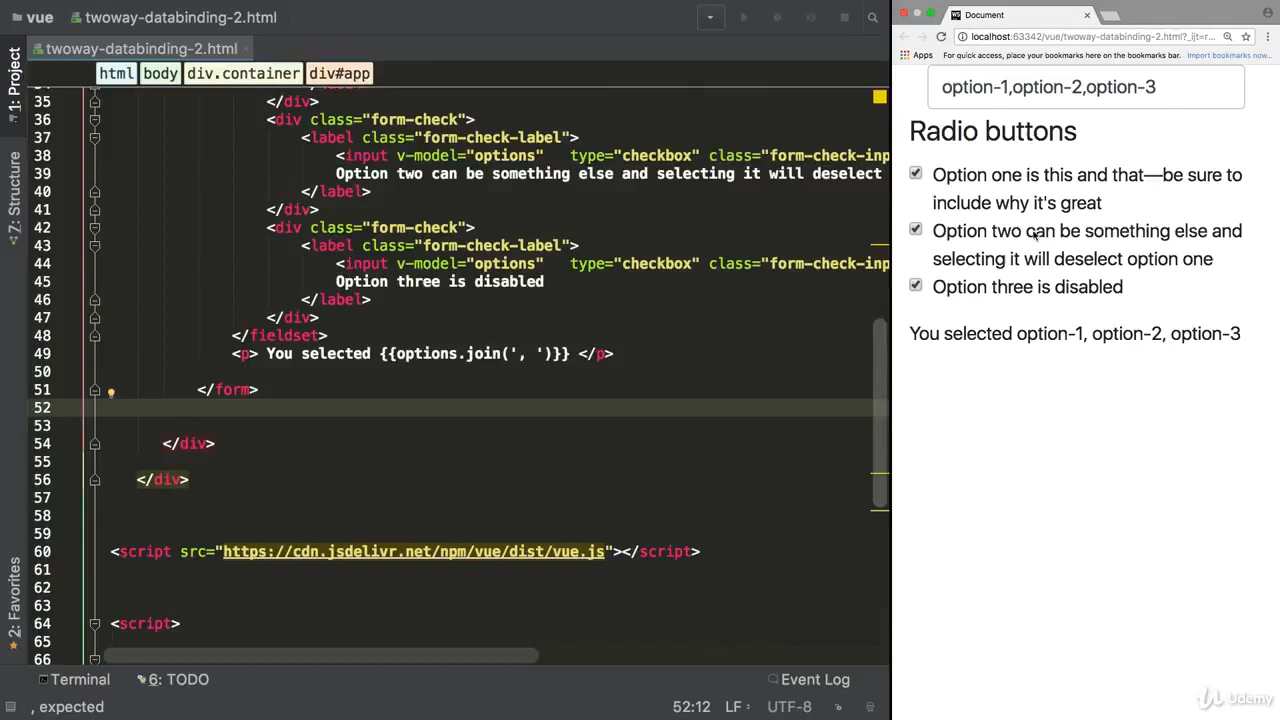 vue
twoway-databinding-2.html
twoway-databinding-2.html
html body div.container div#app
35 </div>
36 <div class="form-check">
37 <label class="form-check-label">
38 <input v-model="options" type="checkbox" class="form-check-inp
39 Option two can be something else and selecting it will deselect
40 </label>
41 </div>
42 <div class="form-check">
43 <label class="form-check-label">
44 <input v-model="options" type="checkbox" class="form-check-inp
45 Option three is disabled
46 </label>
47 </div>
48 </fieldset>
49 <p> You selected {{options.join(', ')}} </p>
50
51 </form>
52
53
54 </div>
55
56 </div>
57
58
59
60 <script src="https://cdn.jsdelivr.net/npm/vue/dist/vue.js"></script>
61
62
63
64 <script>
65
66
1: Project
7: Structure
2: Favorites
Terminal
6: TODO
Event Log
, expected
52:12 LF UTF-8
WS Document
localhost:63342/vue/twoway-databinding-2.html?_ijt=r...
Apps For quick access, place your bookmarks here on the bookmarks bar. Import bookmarks now...
option-1,option-2,option-3
Radio buttons
Option one is this and that—be sure to
include why it's great
Option two can be something else and
selecting it will deselect option one
Option three is disabled
You selected option-1, option-2, option-3
Udemy